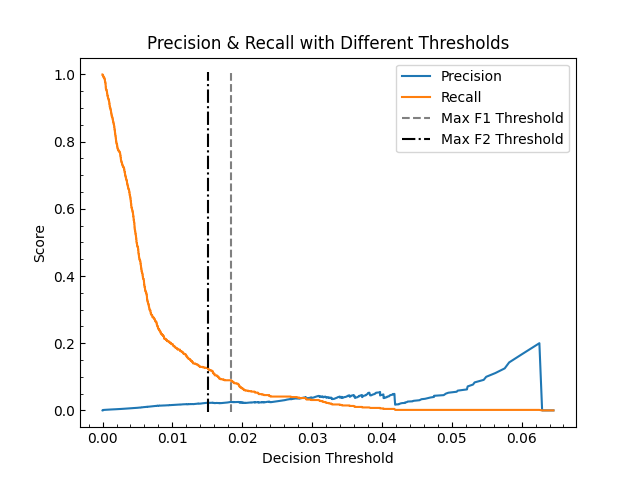 Precision & Recall with Different Thresholds
Precision
Recall
Max F1 Threshold
Max F2 Threshold
Score
1.0
0.8
0.6
0.4
0.2
0.0
0.00 0.01 0.02 0.03 0.04 0.05 0.06
Decision Threshold